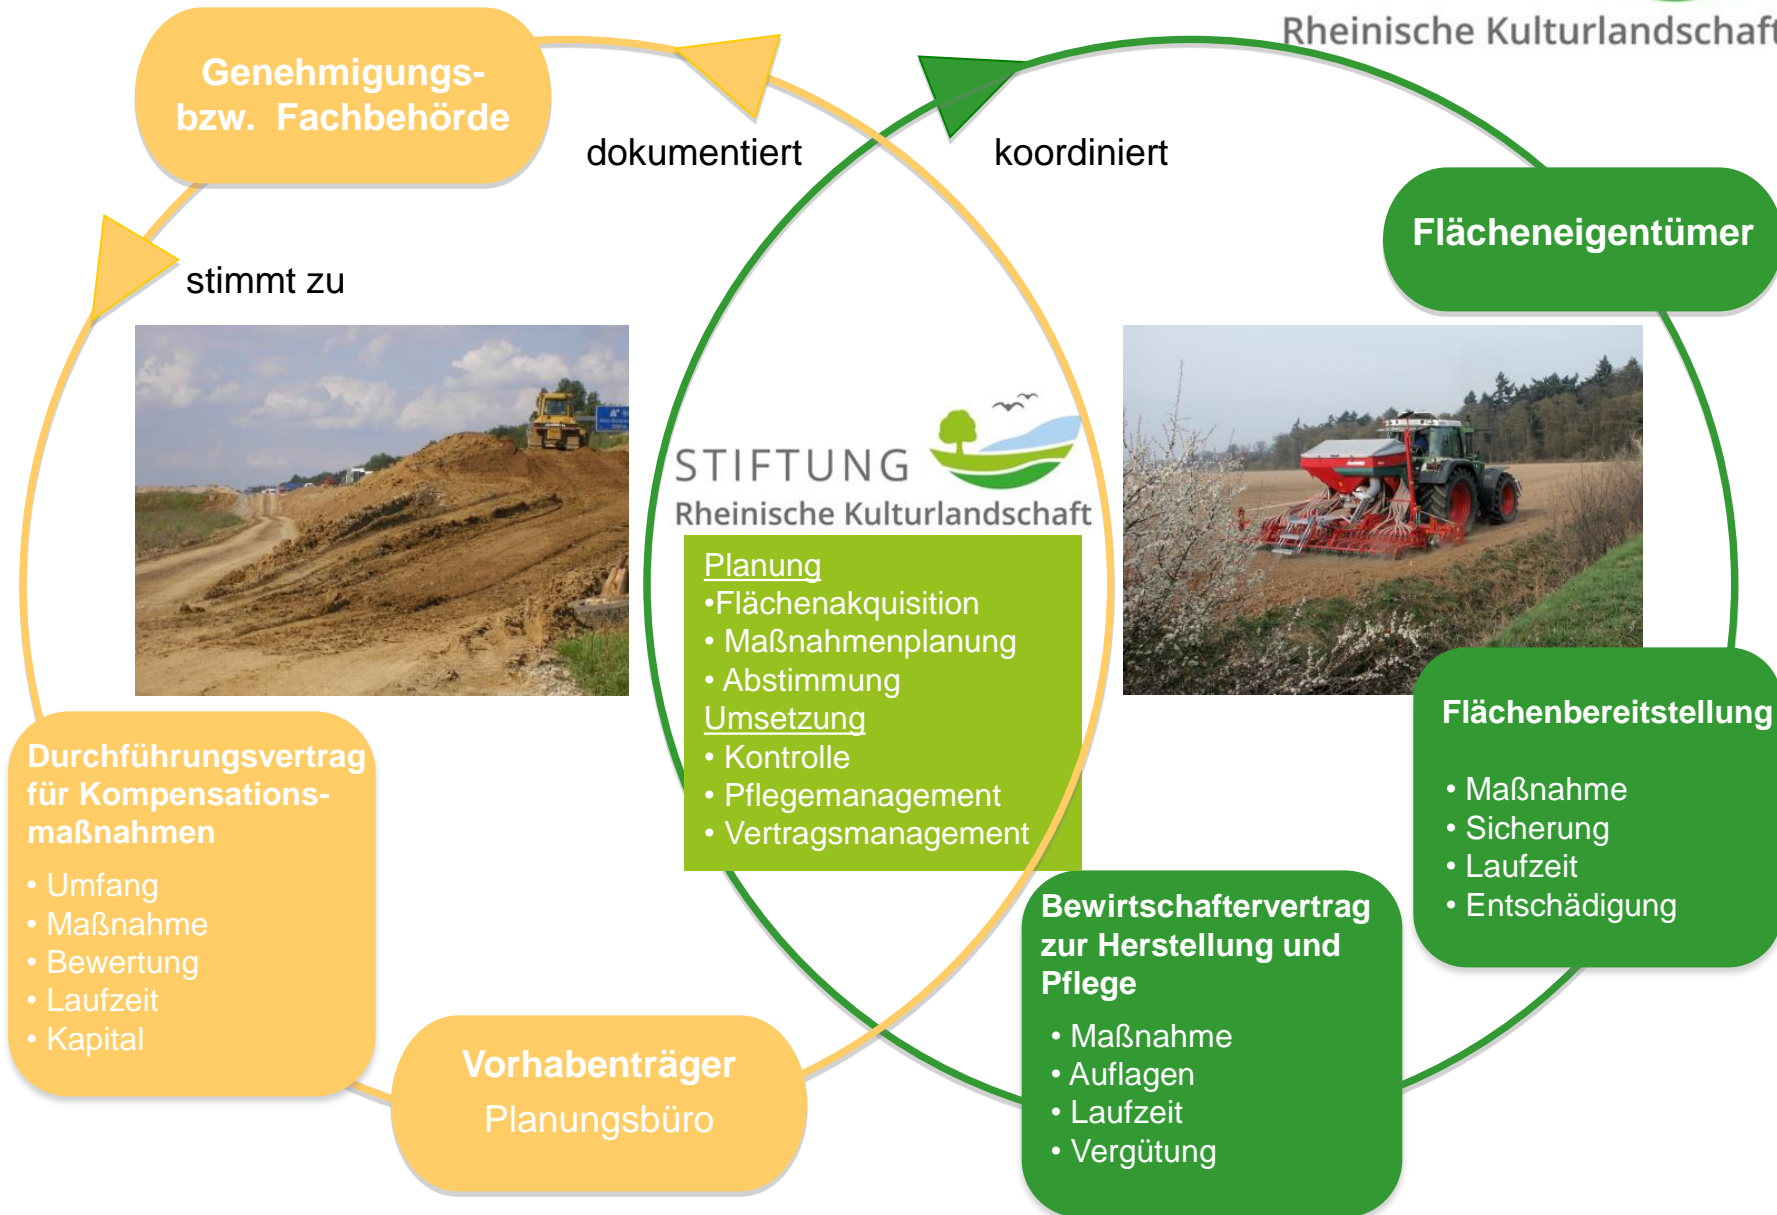 Rheinische Kulturlandschaft
Genehmigungs-
bzw. Fachbehörde
dokumentiert
koordiniert
Flächeneigentümer
stimmt zu
STIFTUNG
Rheinische Kulturlandschaft
Planung
•Flächenakquisition
• Maßnahmenplanung
• Abstimmung
Umsetzung
• Kontrolle
• Pflegemanagement
• Vertragsmanagement
Flächenbereitstellung
• Maßnahme
• Sicherung
• Laufzeit
• Entschädigung
Durchführungsvertrag
für Kompensations-
maßnahmen
• Umfang
• Maßnahme
• Bewertung
• Laufzeit
• Kapital
Bewirtschaftervertrag
zur Herstellung und
Pflege
• Maßnahme
• Auflagen
• Laufzeit
• Vergütung
Vorhabenträger
Planungsbüro